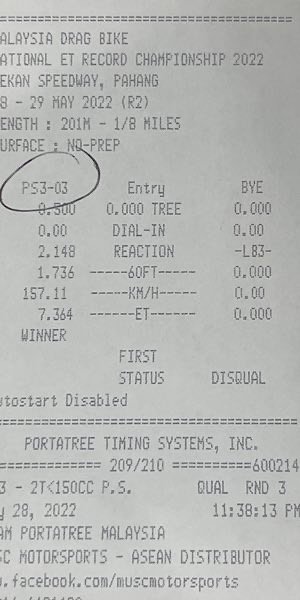 ALAYSIA DRAG BIKE
ATIONAL ET RECORD CHAMPIONSHIP 2022
EKAN SPEEDWAY, PAHANG
8 - 29 MAY 2022 (R2)
ENGTH : 201M - 1/8 MILES
URFACE : NO-PREP
PS3-03 Entry BYE
0.500 0.000 TREE 0.000
0.00 DIAL-IN 0.00
2.148 REACTION -L83-
1.736 -----60FT------ 0.000
157.11 -----KM/H------ 0.00
7.364 ------ET------- 0.000
WINNER
FIRST
STATUS DISQUAL
utostart Disabled
PORTATREE TIMING SYSTEMS, INC.
============ 209/210 ==========600214
3 - 2T<150CC P.S. QUAL RND 3
y 28, 2022 11:38:13 PM
AM PORTATREE MALAYSIA
SC MOTORSPORTS - ASEAN DISTRIBUTOR
.facebook.com/muscmotorsports